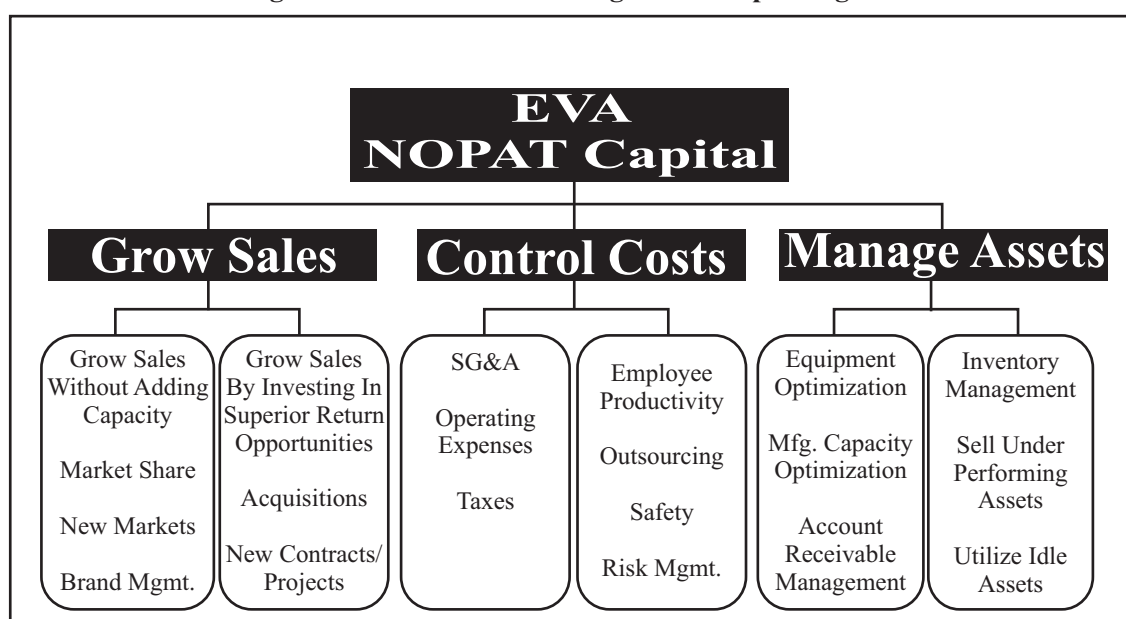 EVA
NOPAT Capital
Grow Sales
Control Costs
Manage Assets
Grow Sales
Without Adding
Capacity
Market Share
New Markets
Brand Mgmt.
Grow Sales
By Investing In
Superior Return
Opportunities
Acquisitions
New Contracts/
Projects
SG&A
Operating
Expenses
Taxes
Employee
Productivity
Outsourcing
Safety
Risk Mgmt.
Equipment
Optimization
Mfg. Capacity
Optimization
Account
Receivable
Management
Inventory
Management
Sell Under
Performing
Assets
Utilize Idle
Assets